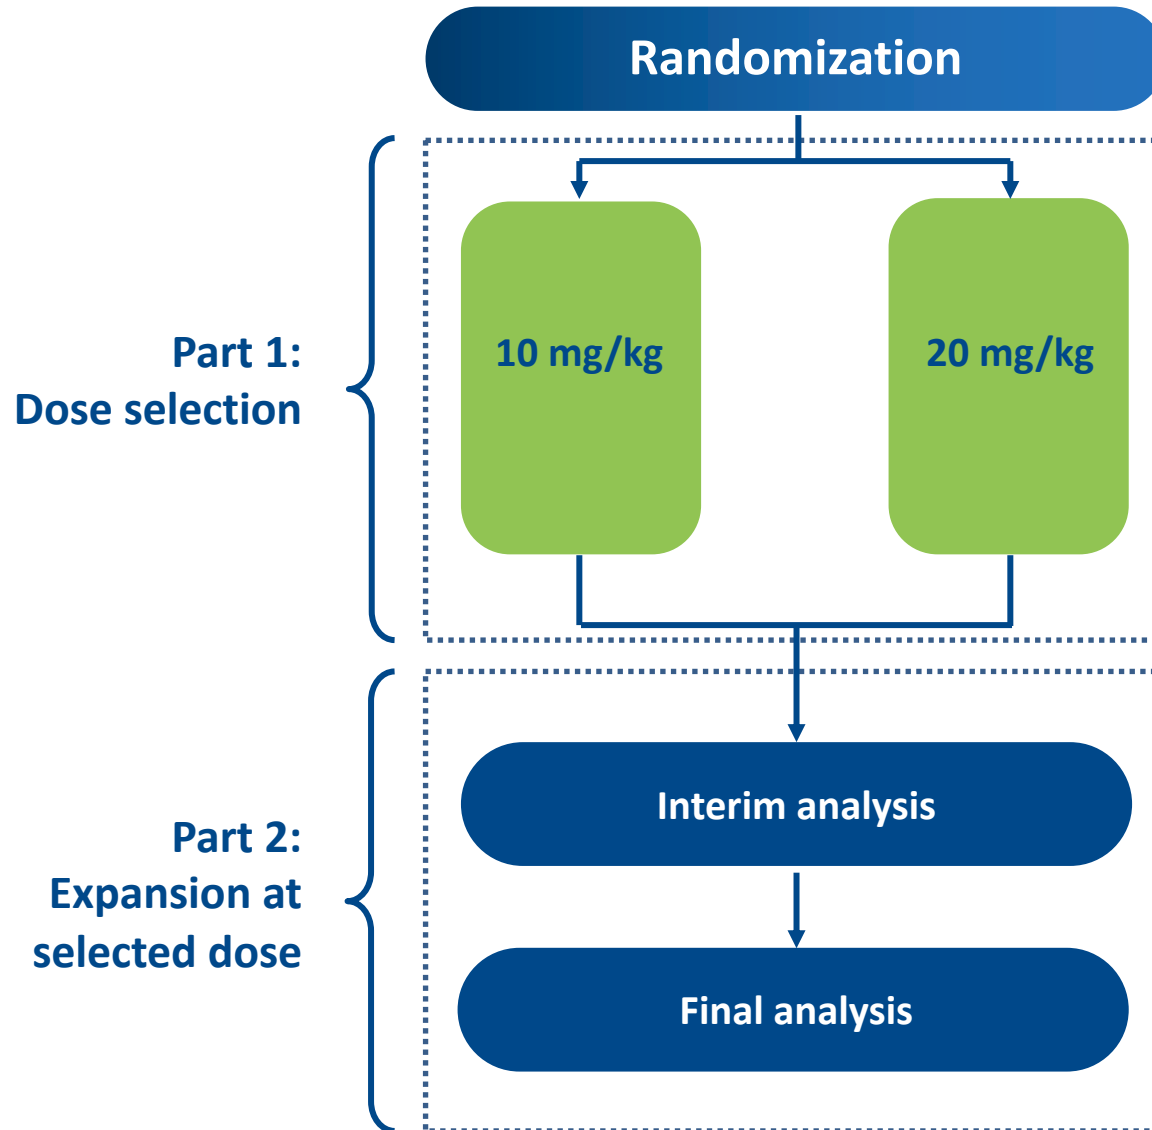 Randomization
Part 1:
Dose selection
10 mg/kg
20 mg/kg
Part 2:
Expansion at
selected dose
Interim analysis
Final analysis